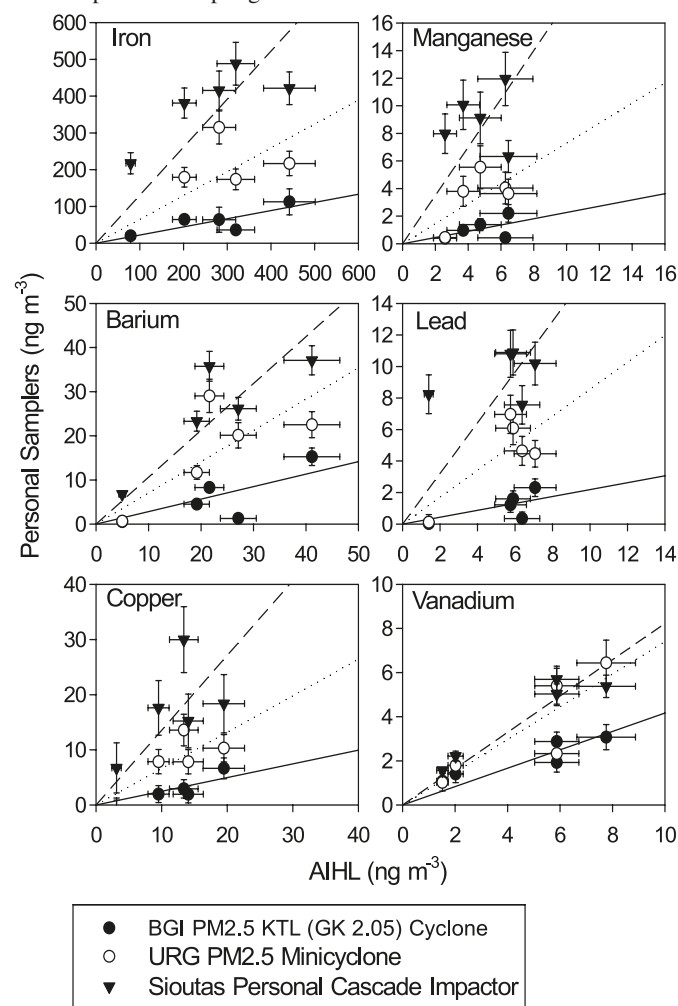 Iron
600
500
400
300
200
100
0
0 100 200 300 400 500 600
Manganese
16
14
12
10
8
6
4
2
0
0 2 4 6 8 10 12 14 16
Personal Samplers (ng m-3)
Barium
50
40
30
20
10
0
0 10 20 30 40 50
Lead
14
12
10
8
6
4
2
0
0 2 4 6 8 10 12 14
Copper
40
30
20
10
0
0 10 20 30 40
Vanadium
10
8
6
4
2
0
0 2 4 6 8 10
AIHL (ng m-3)
BGI PM2.5 KTL (GK 2.05) Cyclone
URG PM2.5 Minicyclone
Sioutas Personal Cascade Impactor